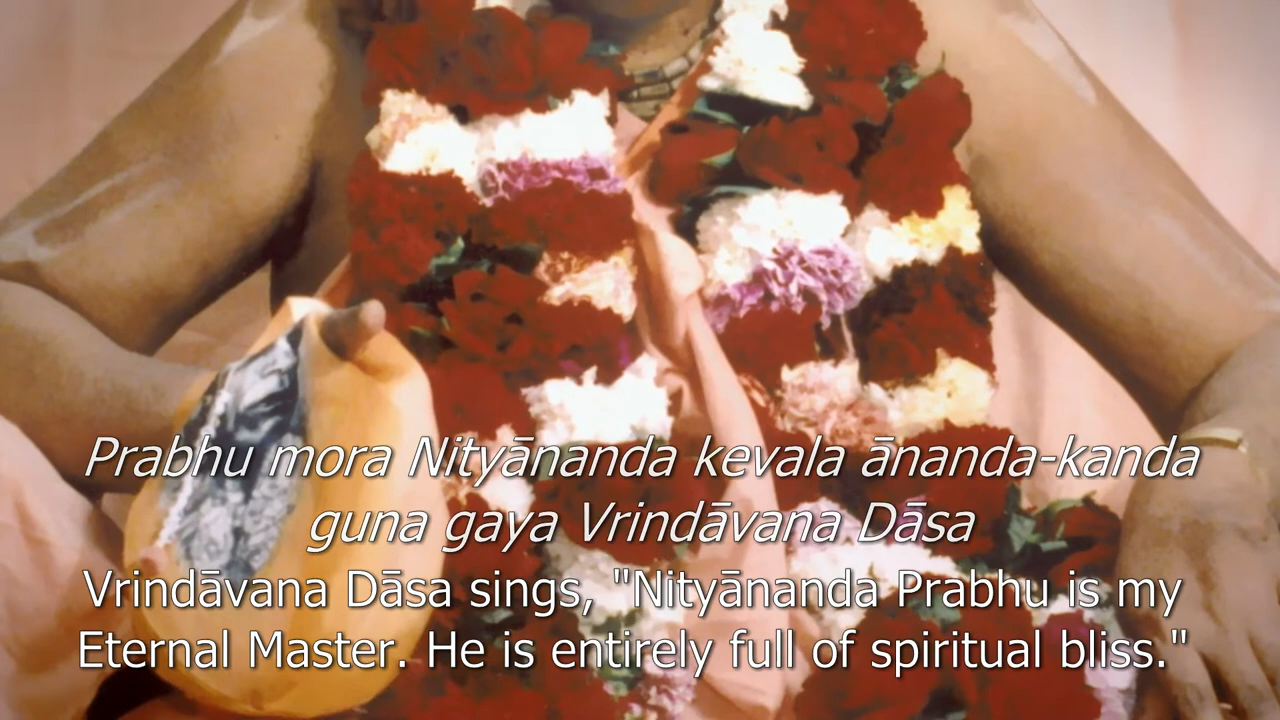 Prabhu mora Nityānanda kevala ānanda-kanda
guna gaya Vrindāvana Dāsa
Vrindāvana Dāsa sings, "Nityānanda Prabhu is my
Eternal Master. He is entirely full of spiritual bliss."